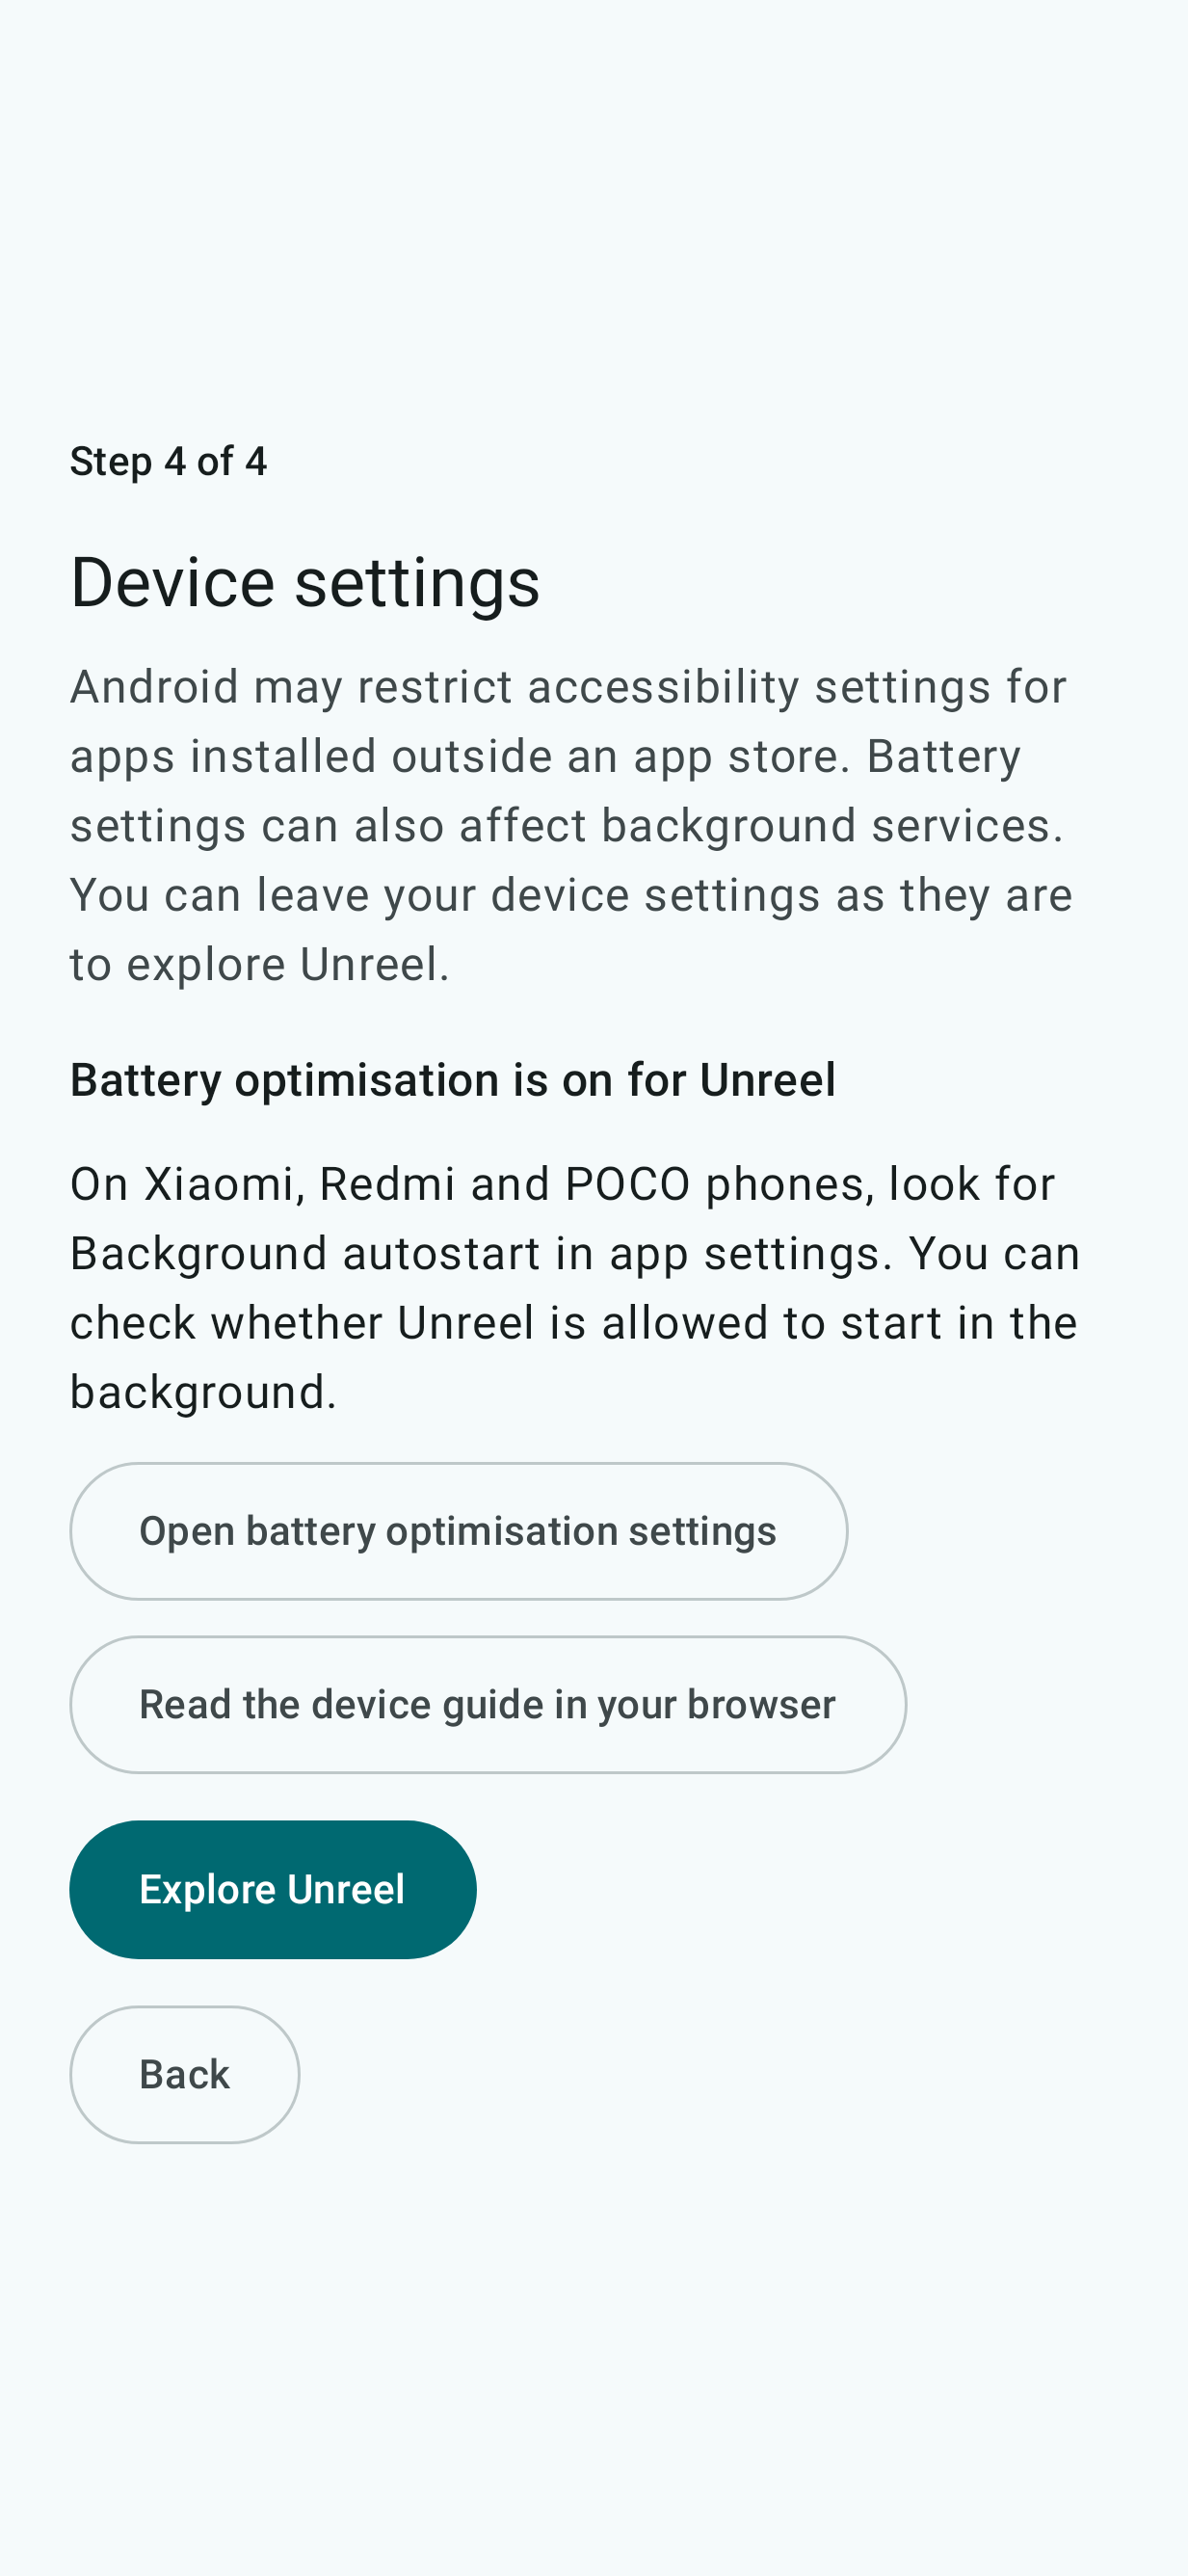 Step 4 of 4
Device settings
Android may restrict accessibility settings for
apps installed outside an app store. Battery
settings can also affect background services.
You can leave your device settings as they are
to explore Unreel.
Battery optimisation is on for Unreel
On Xiaomi, Redmi and POCO phones, look for
Background autostart in app settings. You can
check whether Unreel is allowed to start in the
background.
Open battery optimisation settings
Read the device guide in your browser
Explore Unreel
Back